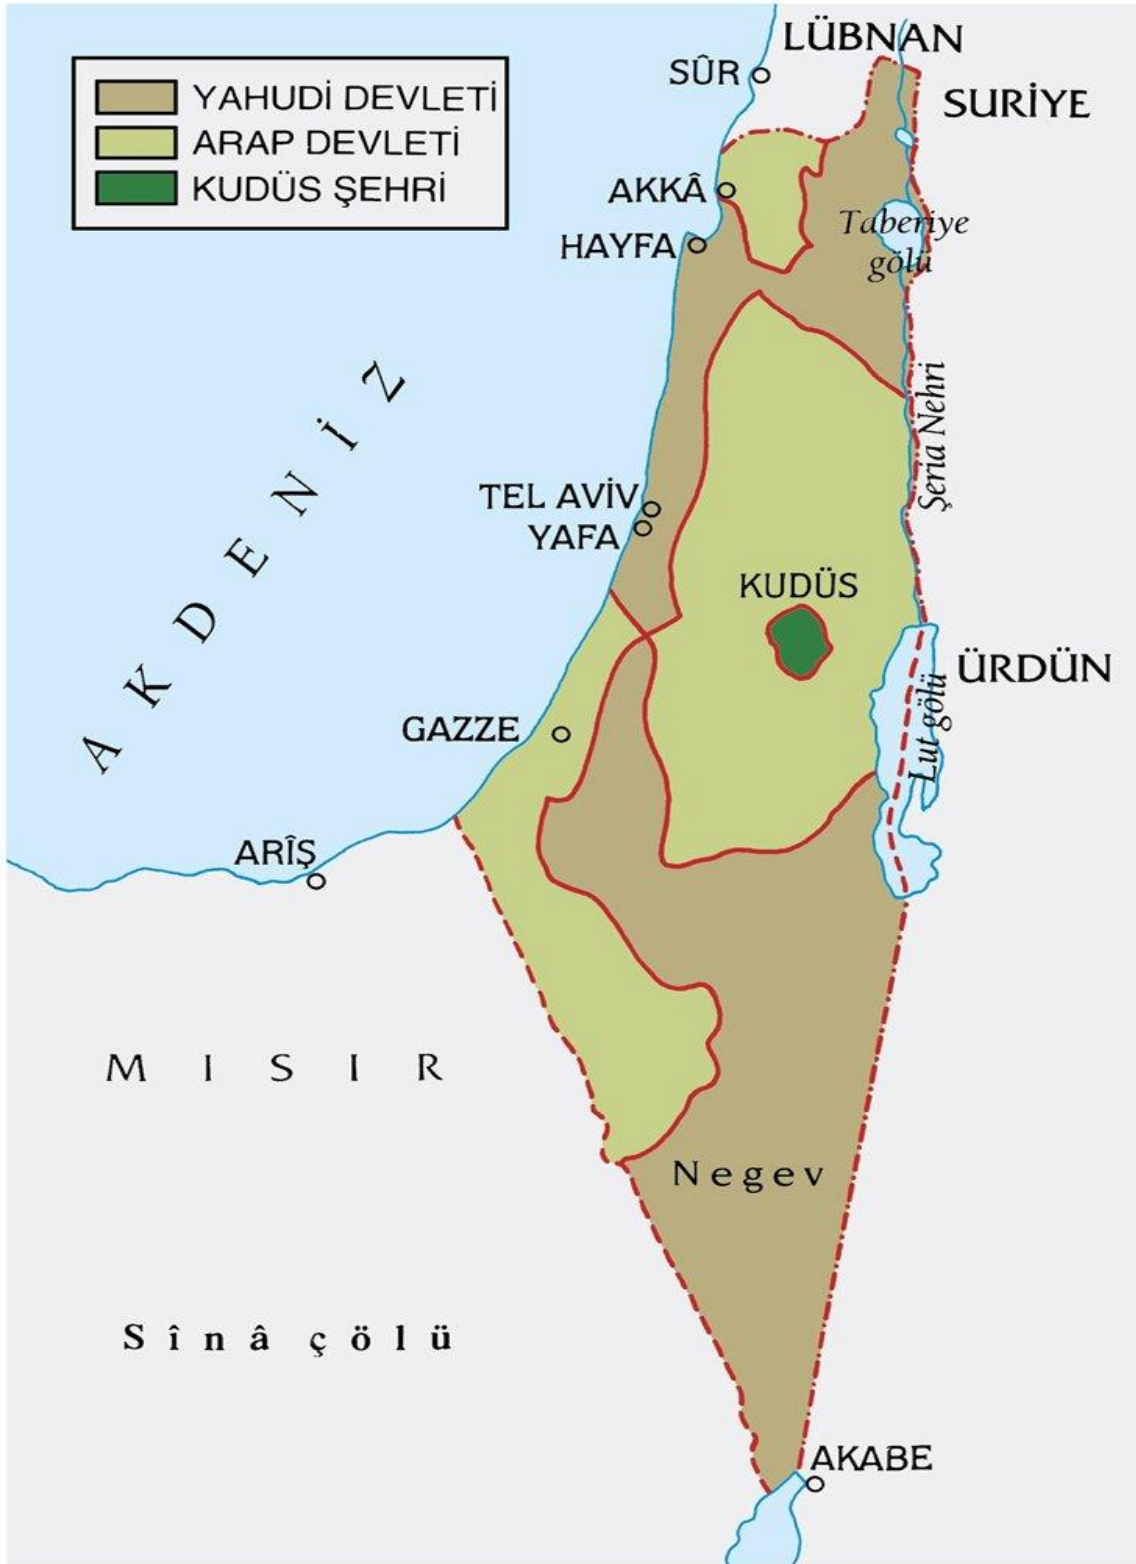 LÜBNAN
SÛR
SURİYE
YAHUDİ DEVLETİ
ARAP DEVLETİ
KUDÜS ŞEHRİ
AKKÂ
HAYFA
Taberiye
gölü
AKDENİZ
Şeria Nehri
TEL AVİV
YAFA
KUDÜS
ÜRDÜN
Lut gölü
GAZZE
ARÎŞ
MISIR
Negev
Sînâ çölü
AKABE